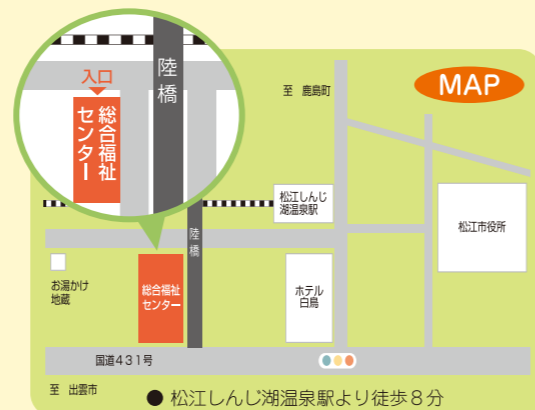 陸橋
入口
総合福祉
センター
MAP
至 鹿島町
松江しんじ
湖温泉駅
松江市役所
陸橋
お湯かけ
地蔵
総合福祉
センター
ホテル
白鳥
国道431号
至 出雲市
● 松江しんじ湖温泉駅より徒歩8分